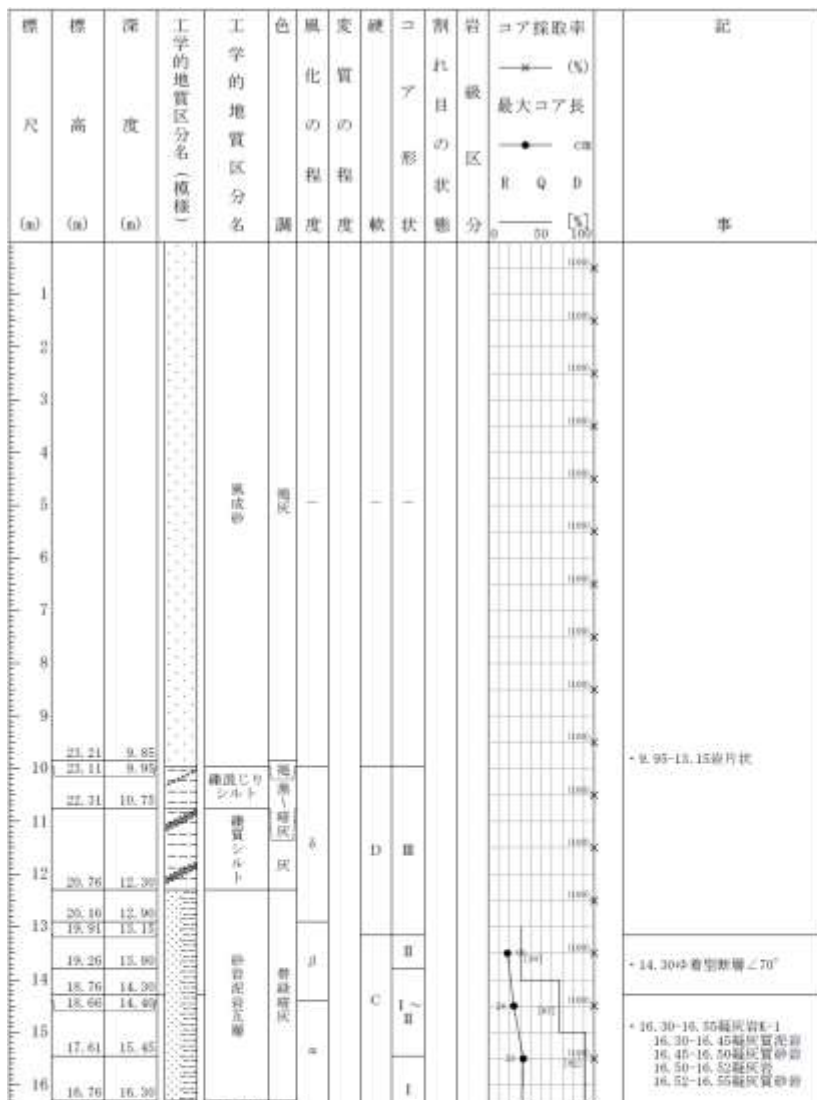 標尺(m)
標高(m)
深度(m)
工学的地質区分名(模様)
工学的地質区分名
色調
風化の程度
変質の程度
硬軟
コア形状
割れ目の状態
岩級区分
コア採取率
(%)
最大コア長
cm
R Q D
[%]
0 50 100
記事
1
2
3
4
5
6
7
8
9
10
11
12
13
14
15
16
23.21 9.85
23.11 9.95
22.31 10.75
20.76 12.30
20.16 12.90
19.91 13.15
19.26 13.80
18.76 14.30
18.66 14.40
17.61 15.45
16.76 16.30
風成砂
礫混じり
シルト
礫質シルト
砂岩泥岩互層
褐灰
灰
δ
β
α
D
C
Ⅲ
Ⅱ
Ⅰ～Ⅱ
Ⅰ
・9.95-13.15岩片状
・14.30ゆ着型断層∠70°
・16.30-16.55凝灰岩K-1
16.30-16.45凝灰質泥岩
16.45-16.50凝灰質砂岩
16.50-16.52凝灰岩
16.52-16.55凝灰質砂岩